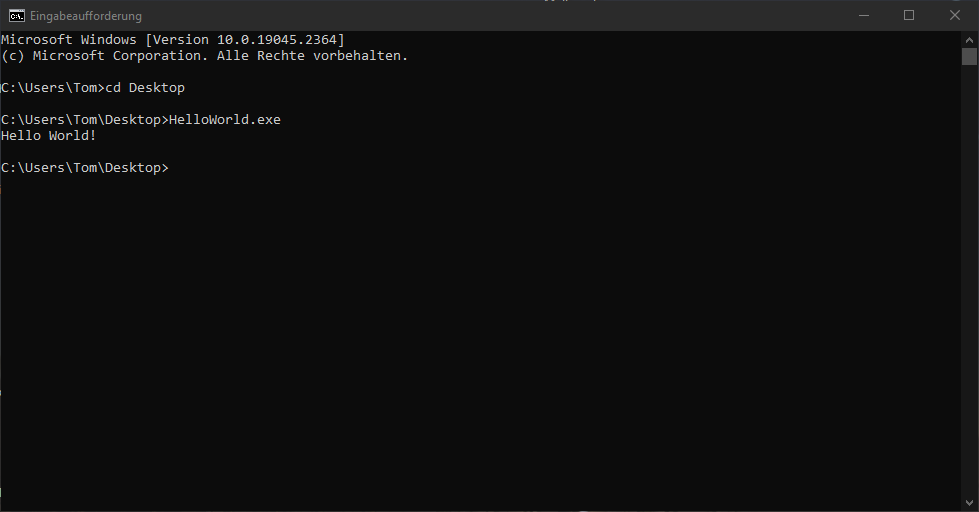 Eingabeaufforderung
Microsoft Windows [Version 10.0.19045.2364]
(c) Microsoft Corporation. Alle Rechte vorbehalten.
C:\Users\Tom>cd Desktop
C:\Users\Tom\Desktop>HelloWorld.exe
Hello World!
C:\Users\Tom\Desktop>